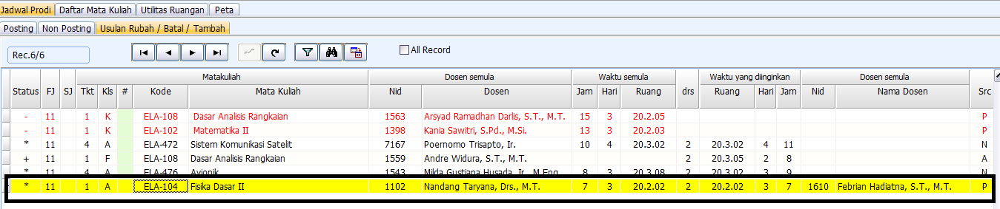 Jadwal Prodi Daftar Mata Kuliah Utilitas Ruangan Peta
Posting Non Posting Usulan Rubah / Batal / Tambah
Rec.6/6 All Record
Matakuliah Dosen semula Waktu semula Waktu yang diinginkan Dosen semula
Status FJ SJ Tkt Kls # Kode Mata Kuliah Nid Dosen Jam Hari Ruang drs Ruang Hari Jam Nid Nama Dosen Src
- 11 1 K ELA-108 Dasar Analisis Rangkaian 1563 Arsyad Ramadhan Darlis, S.T., M.T. 15 3 20.2.05 P
- 11 1 K ELA-102 Matematika II 1398 Kania Sawitri, S.Pd., M.Si. 13 3 20.2.03 P
* 11 4 A ELA-472 Sistem Komunikasi Satelit 7167 Poernomo Trisapto, Ir. 10 4 20.3.02 2 20.3.02 4 11 N
+ 11 1 F ELA-108 Dasar Analisis Rangkaian 1559 Andre Widura, S.T., M.T. 2 20.3.05 2 8 A
* 11 4 A ELA-476 Avionik 1543 Milda Gustiana Husada, Ir., M.Eng. 8 3 20.3.08 2 20.3.02 3 9 N
* 11 1 A ELA-104 Fisika Dasar II 1102 Nandang Taryana, Drs., M.T. 7 3 20.2.02 2 20.2.02 3 7 1610 Febrian Hadiatna, S.T., M.T. P